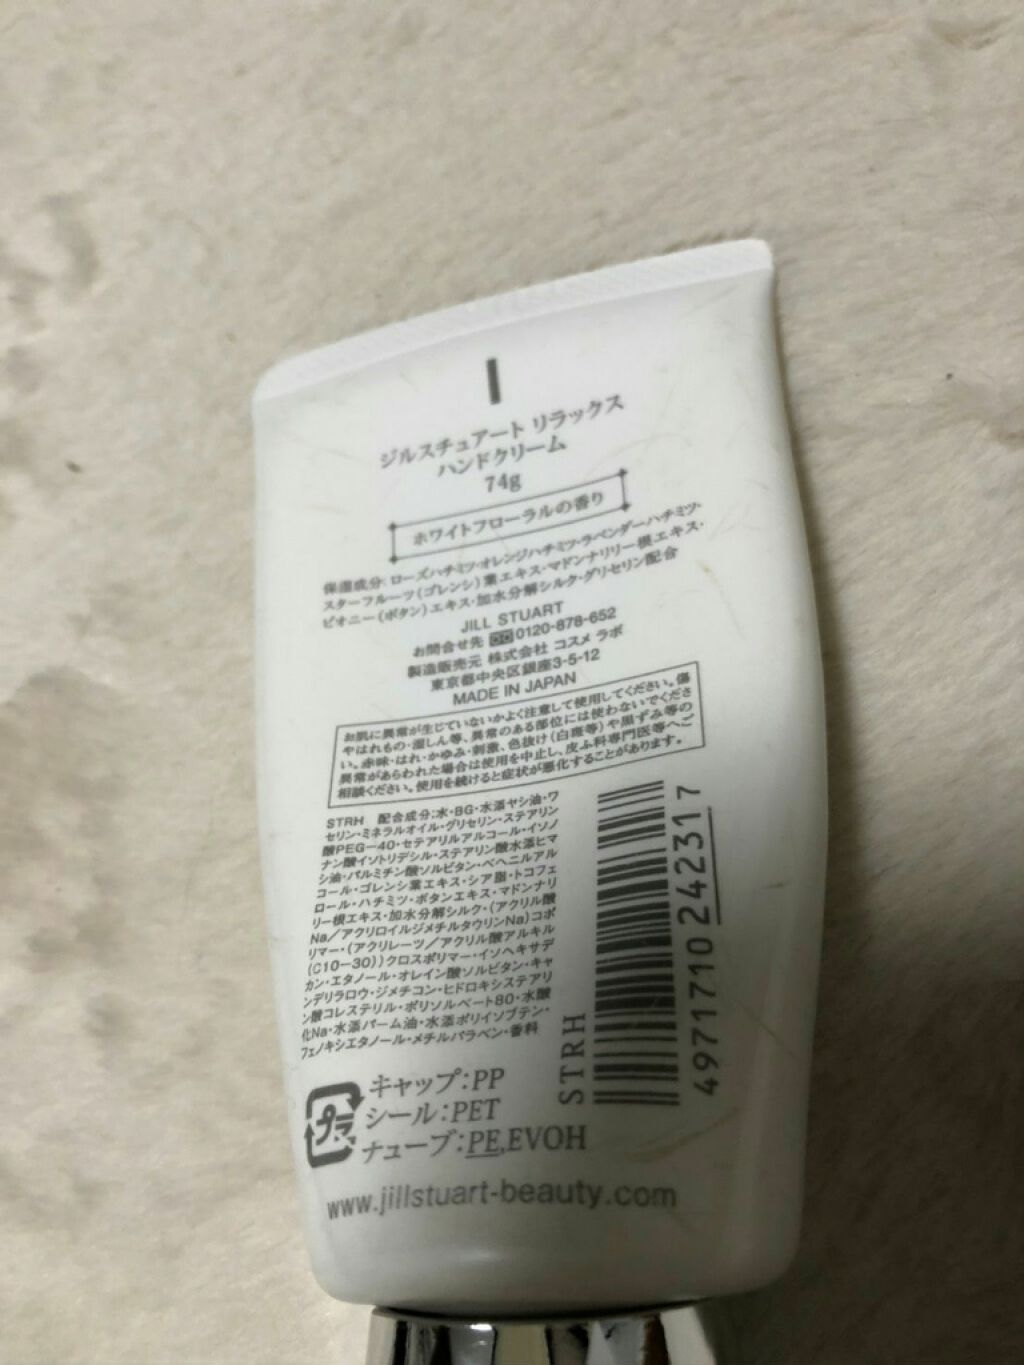 ジルスチュアート リラックス
ハンドクリーム
74g
ホワイトフローラルの香り
保湿成分:ローズハチミツ・オレンジハチミツ・ラベンダーハチミツ・
スターフルーツ(ゴレンシ)葉エキス・マドンナリリー根エキス・
ピオニー(ボタン)エキス・加水分解シルク・グリセリン配合
JILL STUART
お問合せ先 0120-878-652
製造販売元 株式会社 コスメ ラボ
東京都中央区銀座3-5-12
MADE IN JAPAN
お肌に異常が生じていないかよく注意して使用してください。傷
やはれもの・湿しん等、異常のある部位には使わないでくださ
い。赤味・はれ・かゆみ・刺激、色抜け(白斑等)や黒ずみ等の
異常があらわれた場合は使用を中止し、皮ふ科専門医等へご
相談ください。使用を続けると症状が悪化することがあります。
STRH 配合成分:水・BG・水添ヤシ油・ワ
セリン・ミネラルオイル・グリセリン・ステアリン
酸PEG-40・セテアリルアルコール・イソノ
ナン酸イソトリデシル・ステアリン酸水添ヒマ
シ油・パルミチン酸ソルビタン・ベヘニルアル
コール・ゴレンシ葉エキス・シア脂・トコフェ
ロール・ハチミツ・ボタンエキス・マドンナリ
リー根エキス・加水分解シルク・(アクリル酸
Na/アクリロイルジメチルタウリンNa)コポ
リマー・(アクリレーツ/アクリル酸アルキル
(C10-30))クロスポリマー・イソヘキサデ
カン・エタノール・オレイン酸ソルビタン・キャ
ンデリラロウ・ジメチコン・ヒドロキシステアリ
ン酸コレステリル・ポリソルベート80・水酸
化Na・水添パーム油・水添ポリイソブテン・
フェノキシエタノール・メチルパラベン・香料
STRH
4971710242317
プラ
キャップ:PP
シール:PET
チューブ:PE,EVOH
www.jillstuart-beauty.com